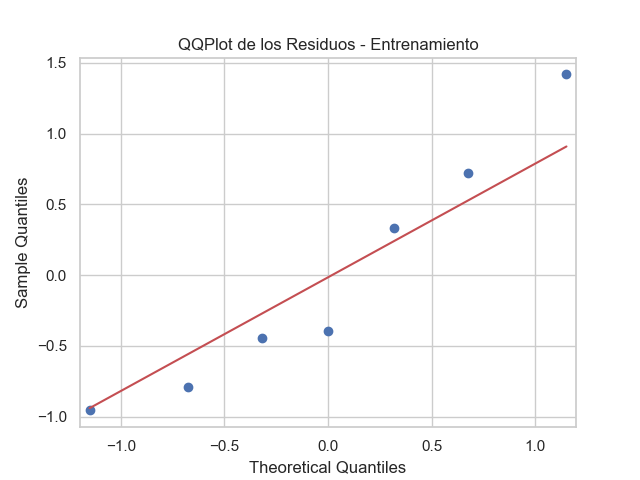 QQPlot de los Residuos - Entrenamiento
1.5
1.0
0.5
0.0
−0.5
−1.0
Sample Quantiles
−1.0 −0.5 0.0 0.5 1.0
Theoretical Quantiles